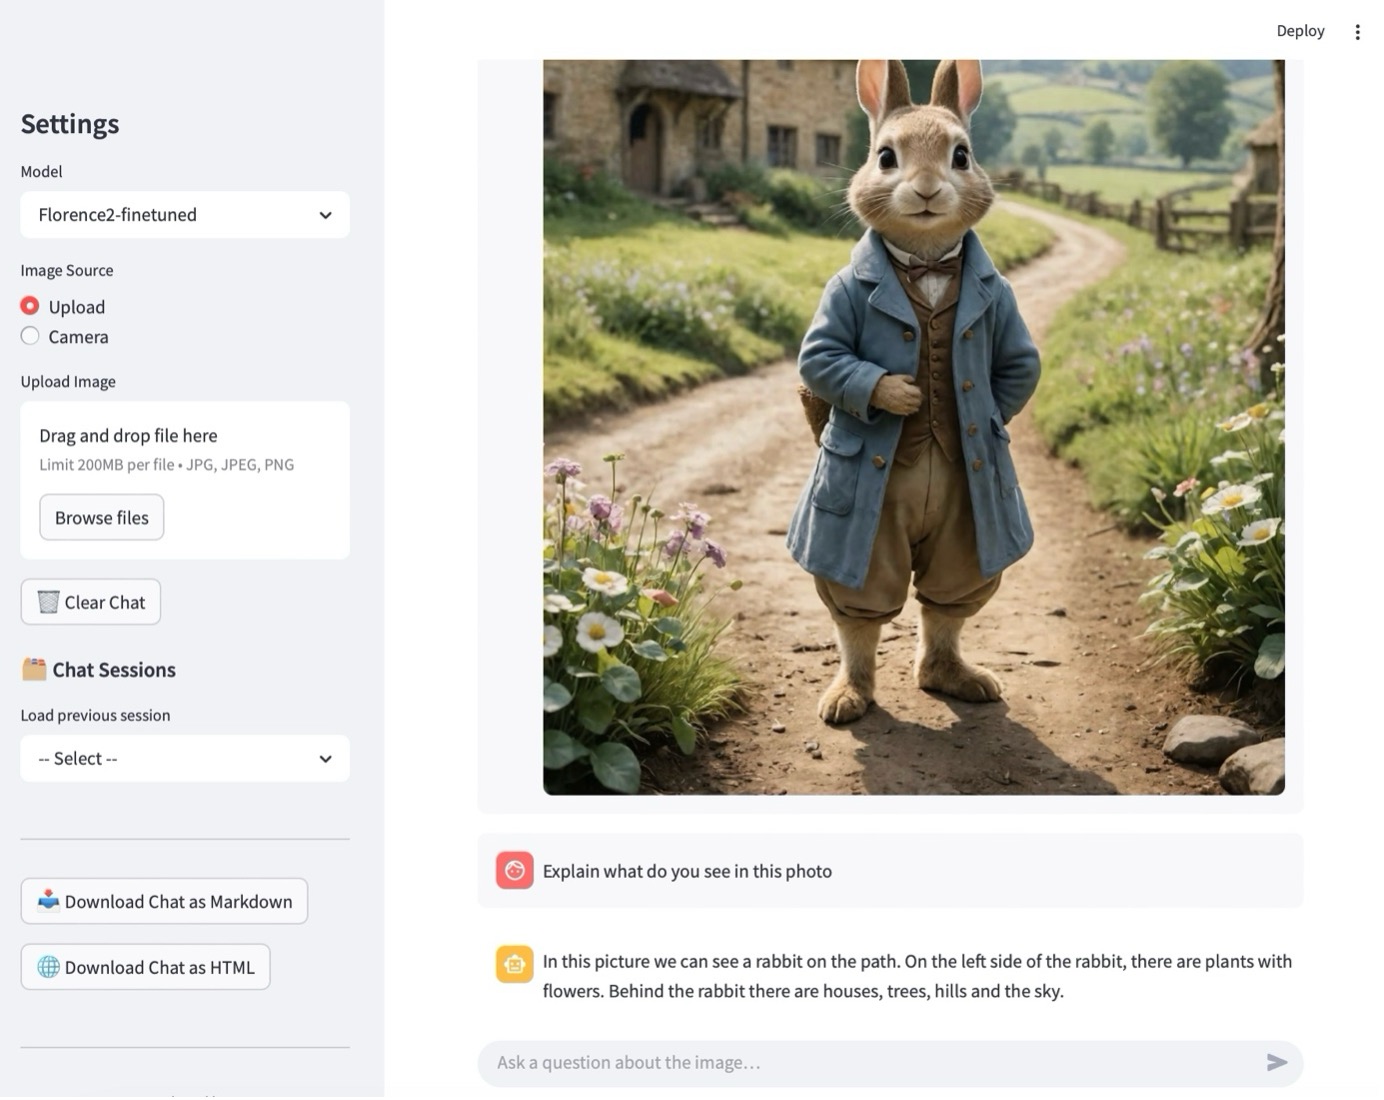 Deploy
Settings
Model
Florence2-finetuned
Image Source
Upload
Camera
Upload Image
Drag and drop file here
Limit 200MB per file • JPG, JPEG, PNG
Browse files
Clear Chat
Chat Sessions
Load previous session
-- Select --
Download Chat as Markdown
Download Chat as HTML
Explain what do you see in this photo
In this picture we can see a rabbit on the path. On the left side of the rabbit, there are plants with
flowers. Behind the rabbit there are houses, trees, hills and the sky.
Ask a question about the image…